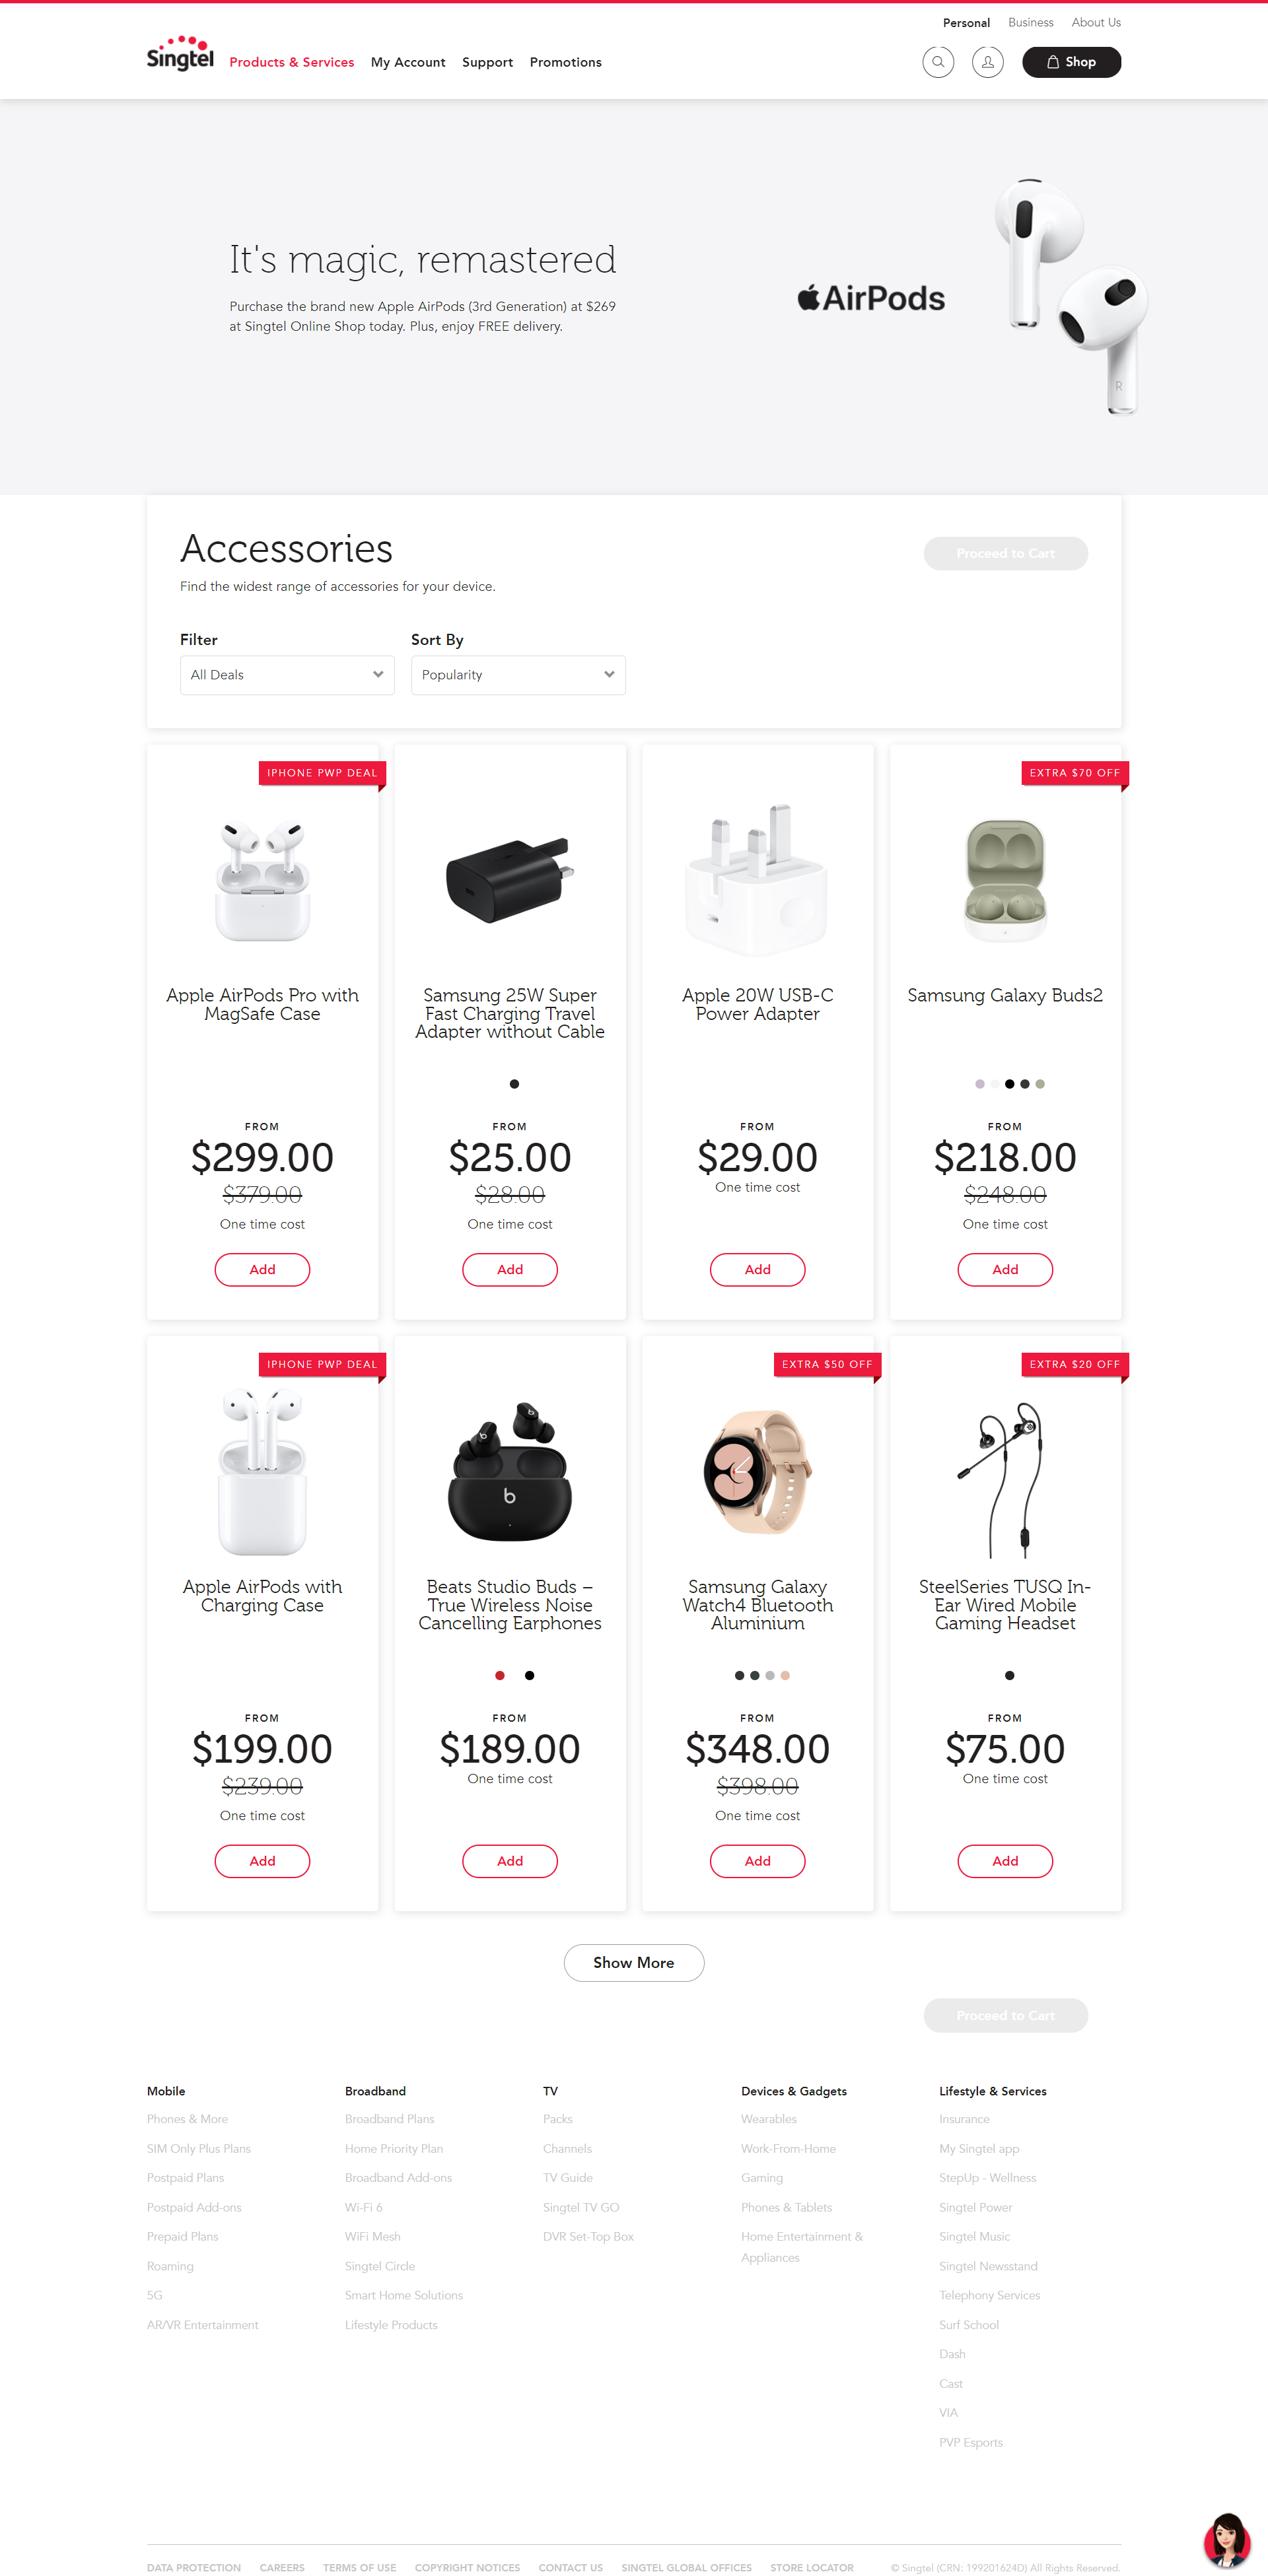 Personal Business About Us
Singtel Products & Services My Account Support Promotions Shop
It's magic, remastered
Purchase the brand new Apple AirPods (3rd Generation) at $269
at Singtel Online Shop today. Plus, enjoy FREE delivery.
AirPods
R
Accessories
Proceed to Cart
Find the widest range of accessories for your device.
Filter Sort By
All Deals Popularity
IPHONE PWP DEAL
Apple AirPods Pro with
MagSafe Case
FROM
$299.00
$379.00
One time cost
Add
Samsung 25W Super
Fast Charging Travel
Adapter without Cable
FROM
$25.00
$28.00
One time cost
Add
Apple 20W USB-C
Power Adapter
FROM
$29.00
One time cost
Add
EXTRA $70 OFF
Samsung Galaxy Buds2
FROM
$218.00
$248.00
One time cost
Add
IPHONE PWP DEAL
Apple AirPods with
Charging Case
FROM
$199.00
$239.00
One time cost
Add
b
Beats Studio Buds –
True Wireless Noise
Cancelling Earphones
FROM
$189.00
One time cost
Add
EXTRA $50 OFF
Samsung Galaxy
Watch4 Bluetooth
Aluminium
FROM
$348.00
$398.00
One time cost
Add
EXTRA $20 OFF
SteelSeries TUSQ In-
Ear Wired Mobile
Gaming Headset
FROM
$75.00
One time cost
Add
Show More
Proceed to Cart
Mobile
Phones & More
SIM Only Plus Plans
Postpaid Plans
Postpaid Add-ons
Prepaid Plans
Roaming
5G
AR/VR Entertainment
Broadband
Broadband Plans
Home Priority Plan
Broadband Add-ons
Wi-Fi 6
WiFi Mesh
Singtel Circle
Smart Home Solutions
Lifestyle Products
TV
Packs
Channels
TV Guide
Singtel TV GO
DVR Set-Top Box
Devices & Gadgets
Wearables
Work-From-Home
Gaming
Phones & Tablets
Home Entertainment &
Appliances
Lifestyle & Services
Insurance
My Singtel app
StepUp - Wellness
Singtel Power
Singtel Music
Singtel Newsstand
Telephony Services
Surf School
Dash
Cast
VIA
PVP Esports
DATA PROTECTION CAREERS TERMS OF USE COPYRIGHT NOTICES CONTACT US SINGTEL GLOBAL OFFICES STORE LOCATOR © Singtel (CRN: 199201624D) All Rights Reserved.